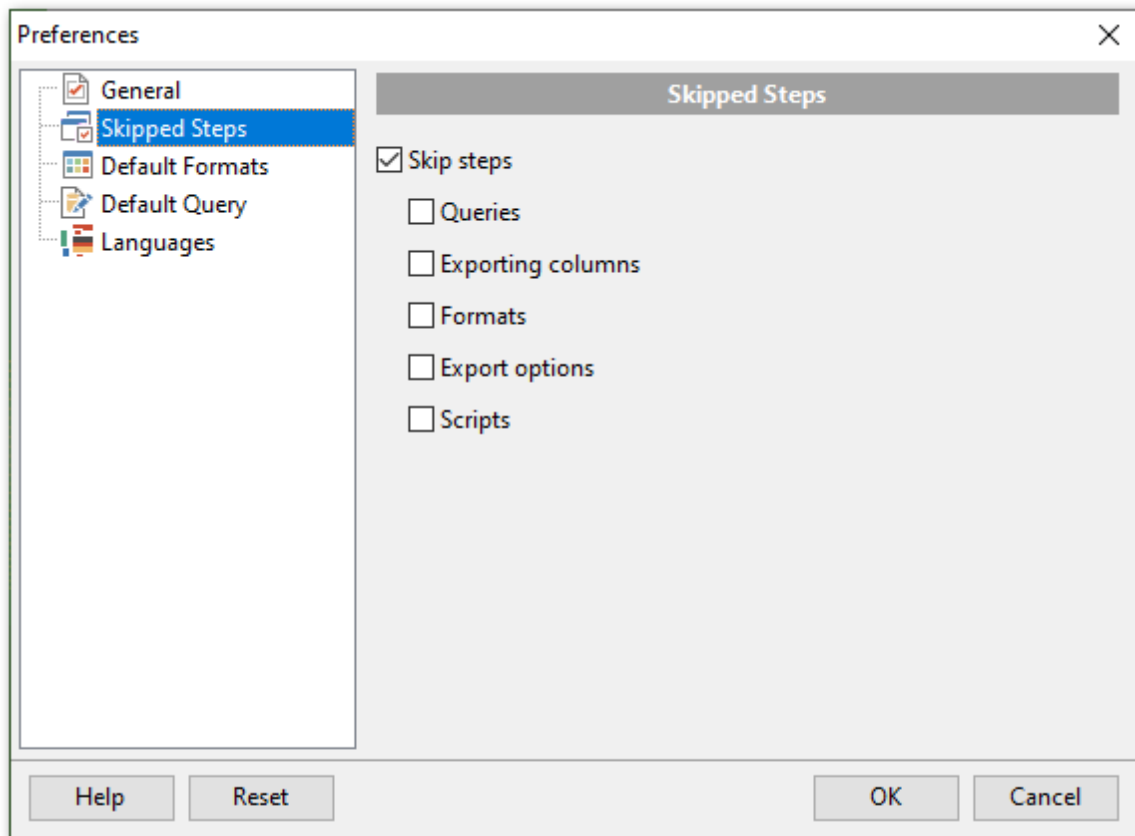 Preferences
General
Skipped Steps
Default Formats
Default Query
Languages
Skipped Steps
Skip steps
Queries
Exporting columns
Formats
Export options
Scripts
Help
Reset
OK
Cancel